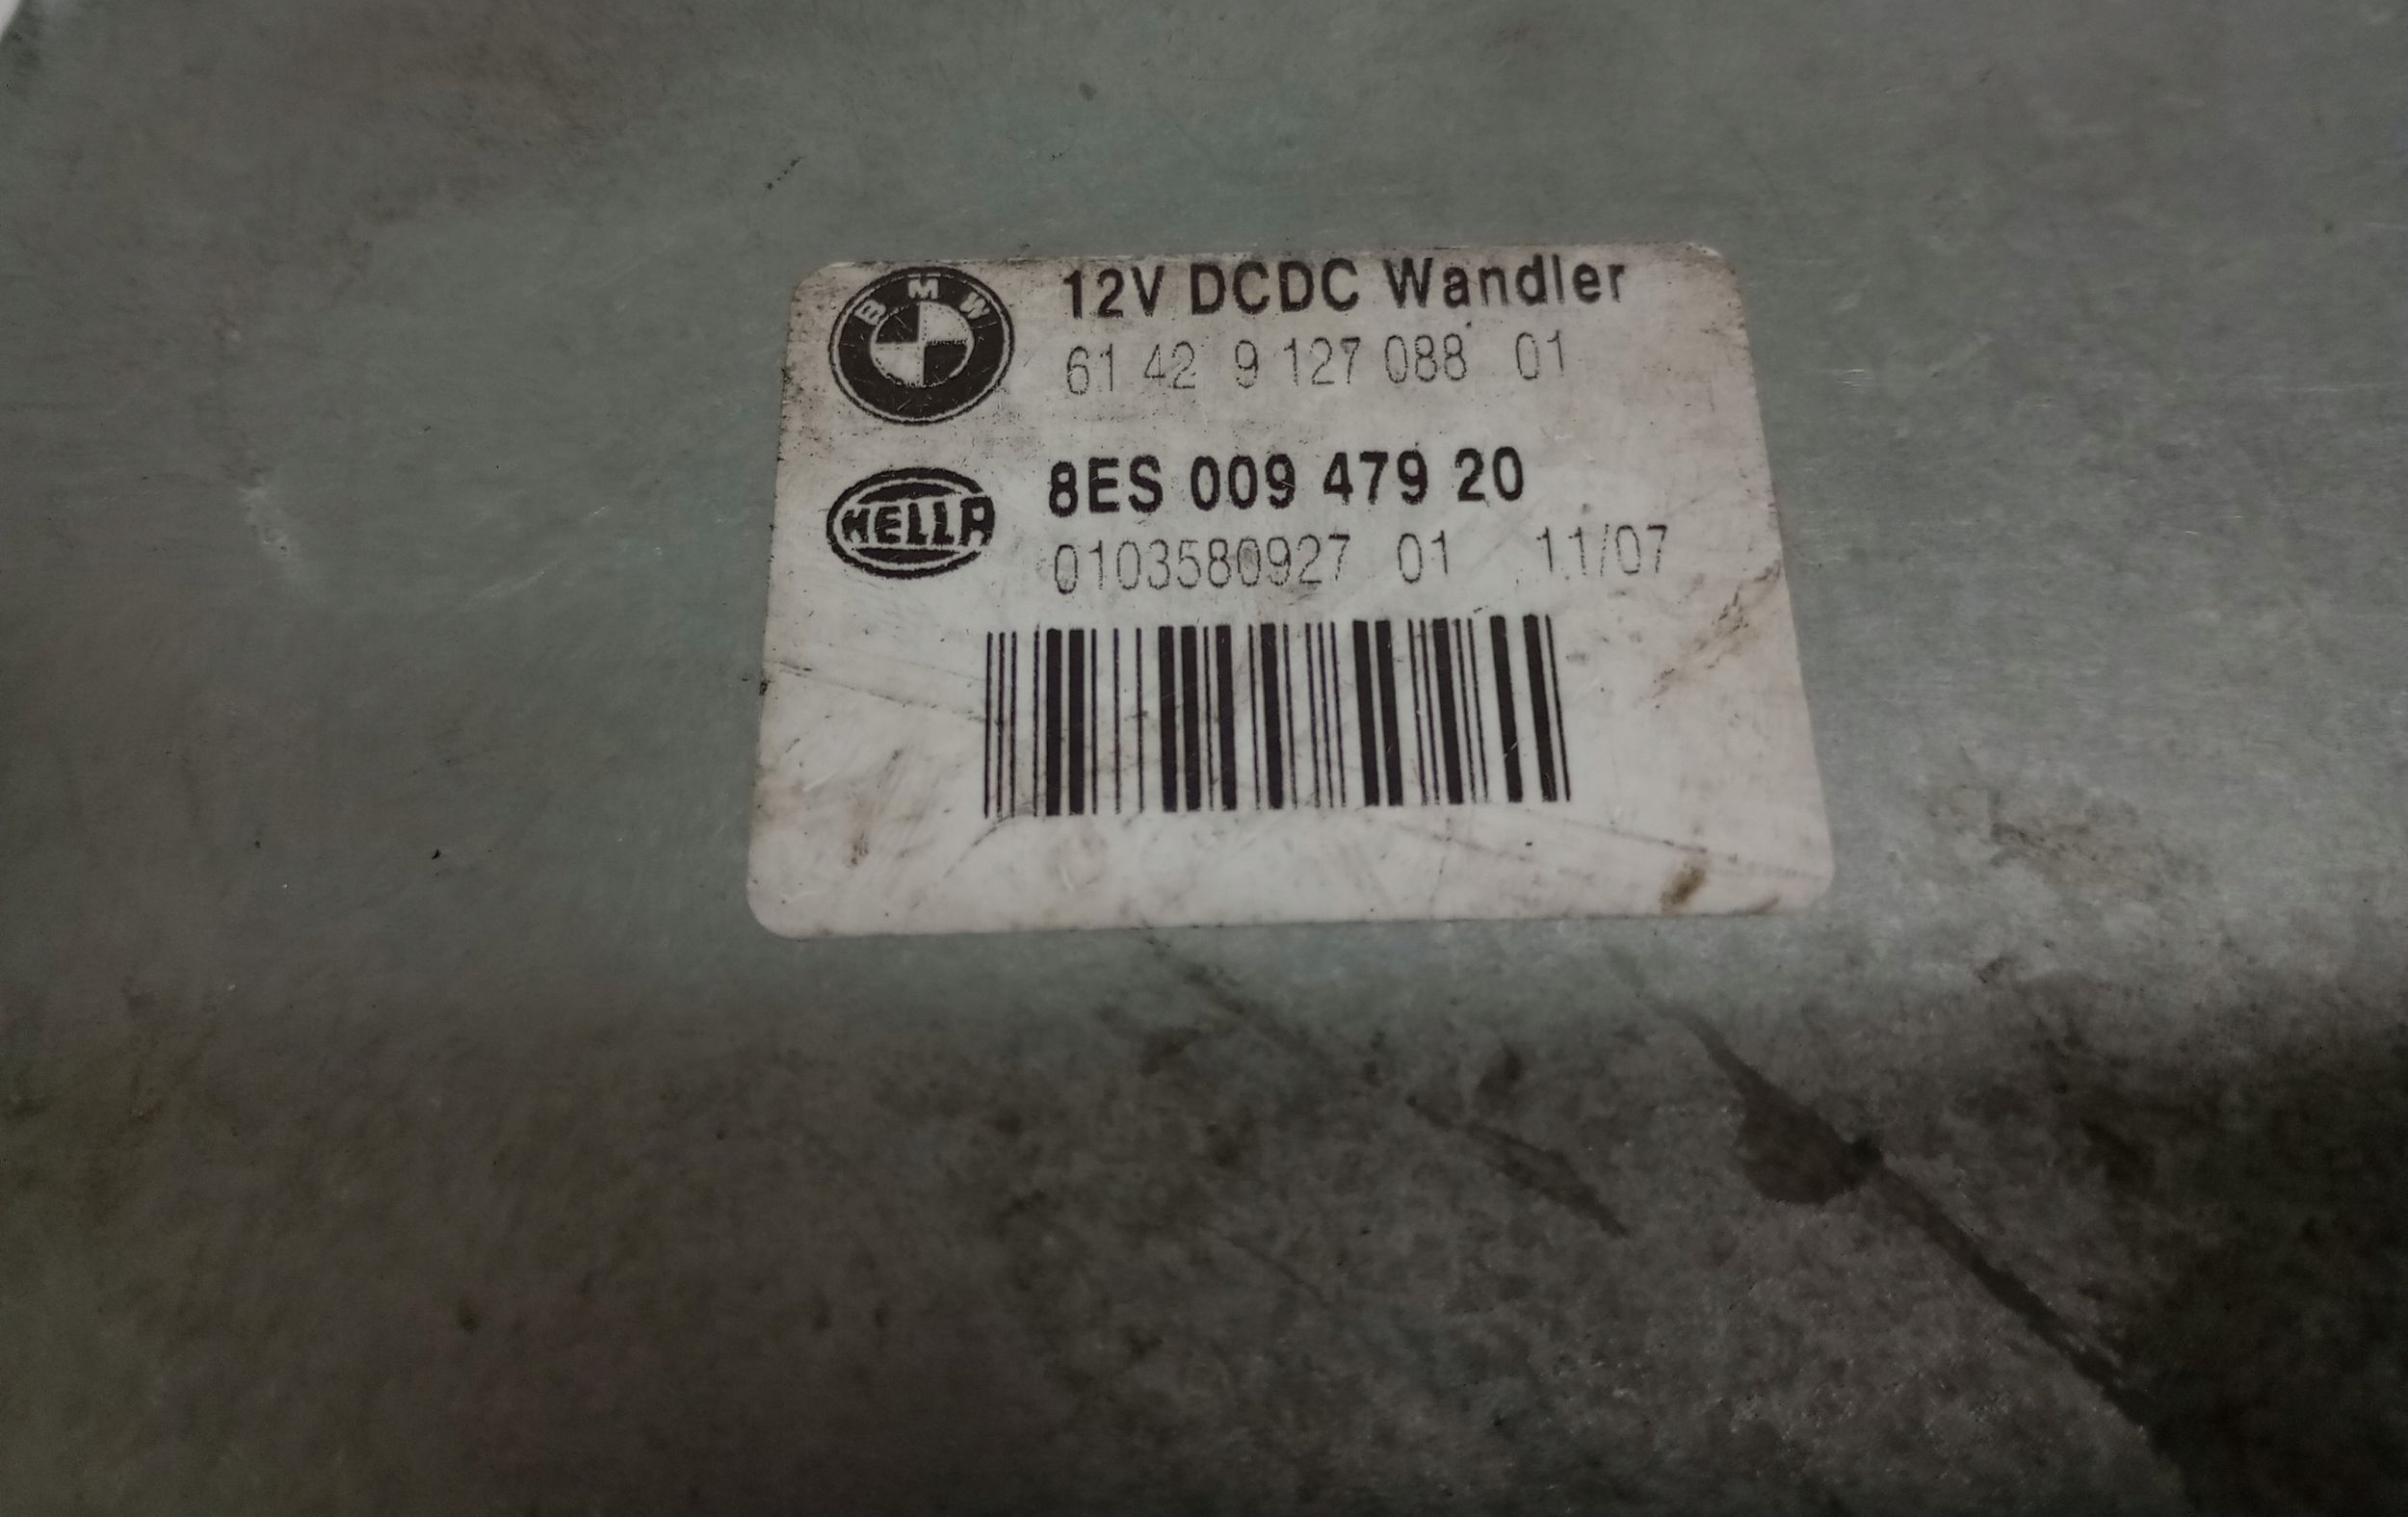 BMW
12V DCDC Wandler
61 42 9 127 088 01
HELLA
8ES 009 479 20
0103580927 01 11/07